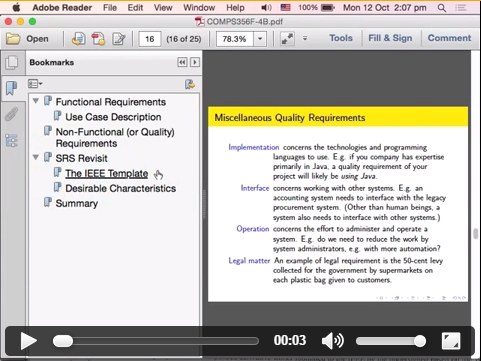 Adobe Reader File Edit View Window Help 100% Mon 12 Oct 2:07 pm
COMPS356F-4B.pdf
Open 16 (16 of 25) 78.3% Tools Fill & Sign Comment
Bookmarks
Functional Requirements
Use Case Description
Non-Functional (or Quality)
Requirements
SRS Revisit
The IEEE Template
Desirable Characteristics
Summary
Miscellaneous Quality Requirements
Implementation concerns the technologies and programming
languages to use. E.g. if you company has expertise
primarily in Java, a quality requirement of your
project will likely be using Java.
Interface concerns working with other systems. E.g. an
accounting system needs to interface with the legacy
procurement system. (Other than human beings, a
system also needs to interface with other systems.)
Operation concerns the effort to administer and operate a
system. E.g. do we need to reduce the work by
system administrators, e.g. with more automation?
Legal matter An example of legal requirement is the 50-cent levy
collected for the government by supermarkets on
each plastic bag given to customers.
00:03